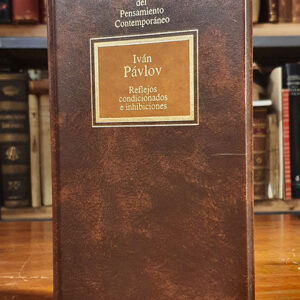 del
Pensamiento
Contemporáneo
Iván
Pávlov
Reflejos
condicionados
e inhibiciones